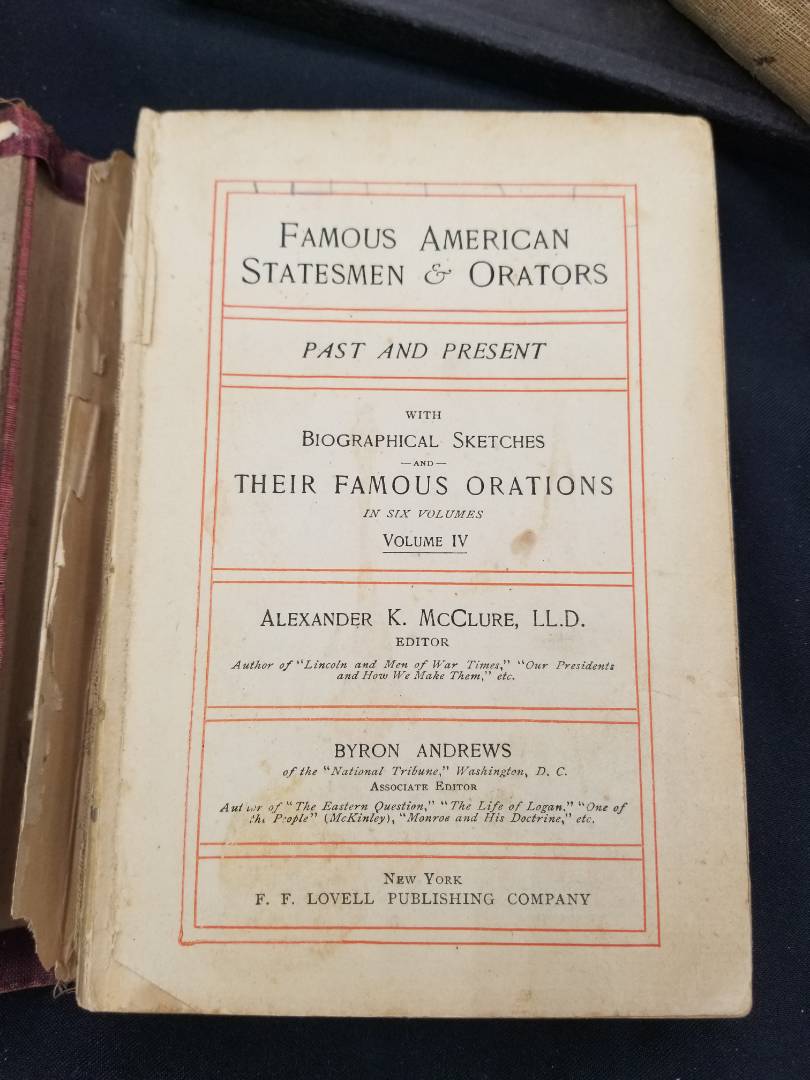 FAMOUS AMERICAN
STATESMEN & ORATORS
PAST AND PRESENT
WITH
BIOGRAPHICAL SKETCHES
—AND—
THEIR FAMOUS ORATIONS
IN SIX VOLUMES
VOLUME IV
ALEXANDER K. MCCLURE, LL.D.
EDITOR
Author of "Lincoln and Men of War Times," "Our Presidents
and How We Make Them," etc.
BYRON ANDREWS
of the "National Tribune," Washington, D. C.
ASSOCIATE EDITOR
Author of "The Eastern Question," "The Life of Logan," "One of
the People" (McKinley), "Monroe and His Doctrine," etc.
NEW YORK
F. F. LOVELL PUBLISHING COMPANY